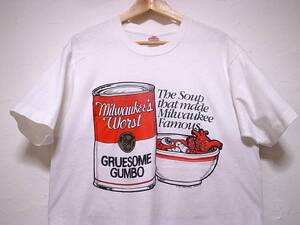 Milwaukee's
Worst
GRUESOME
GUMBO
The Soup
that made
Milwaukee
Famous